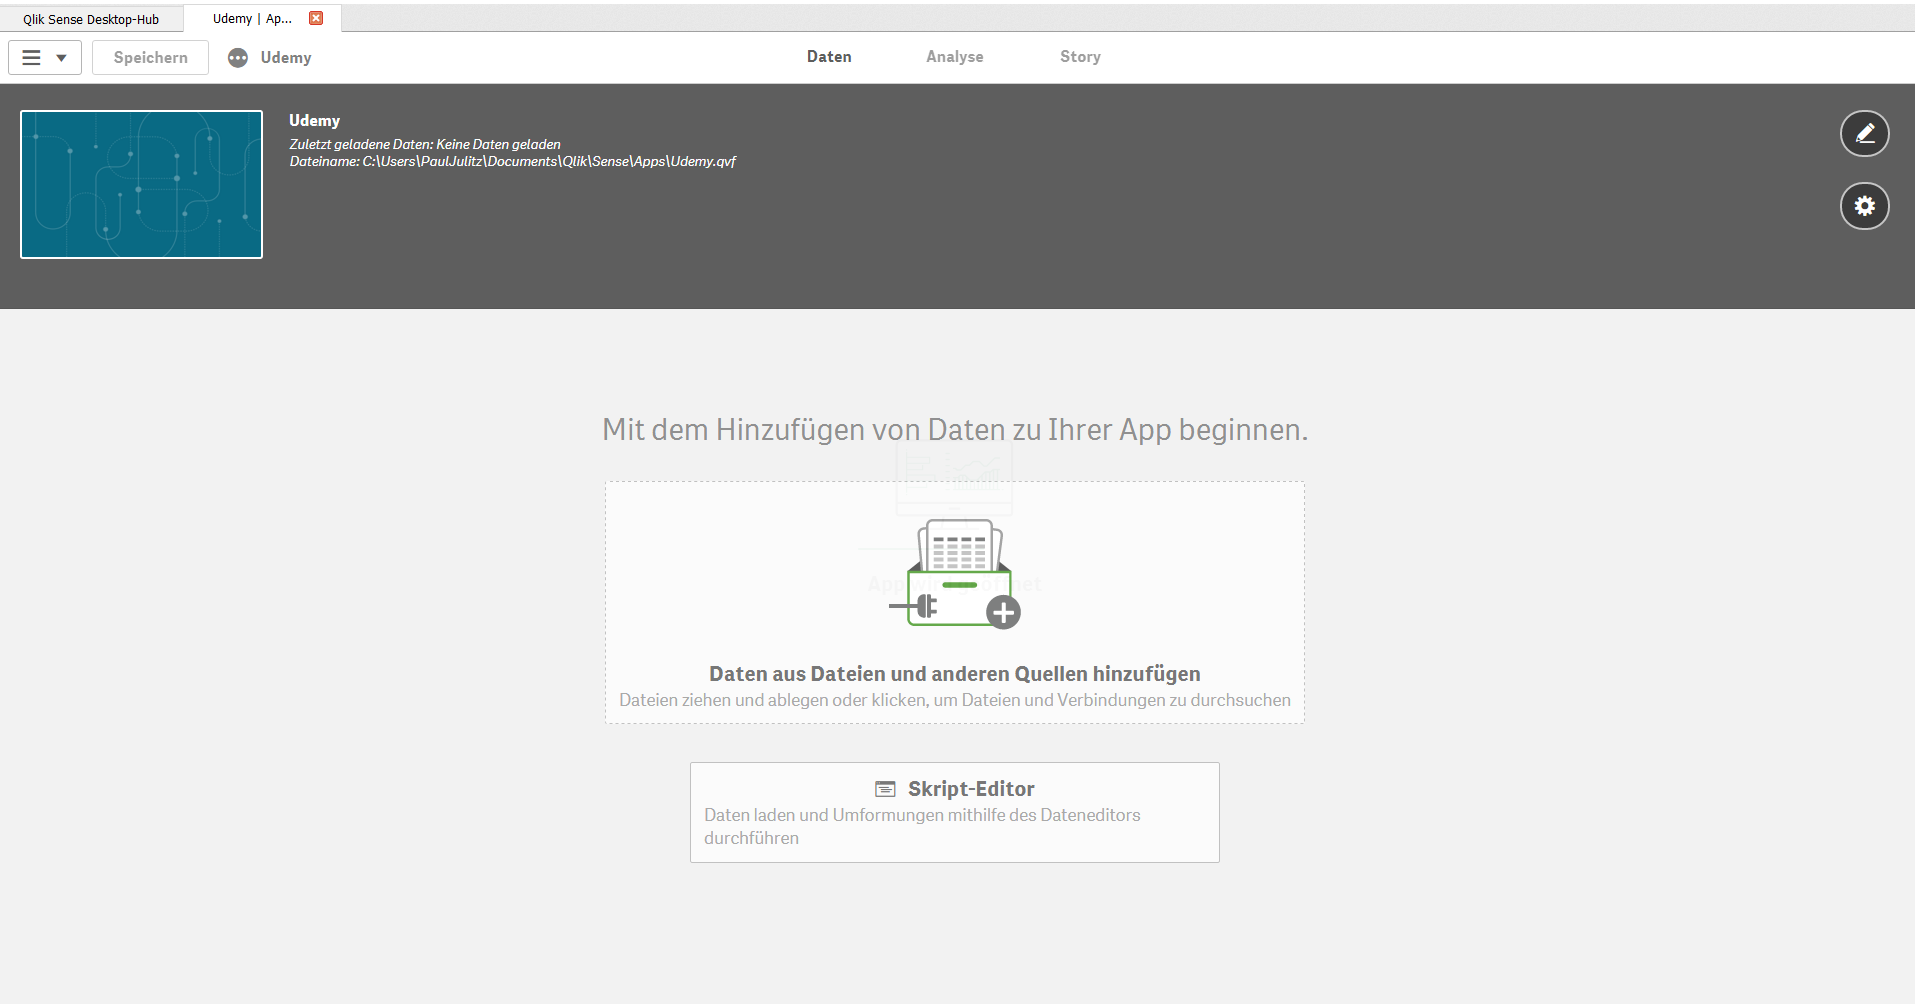 Qlik Sense Desktop-Hub
Udemy | Ap...
Speichern
Udemy
Daten
Analyse
Story
Udemy
Zuletzt geladene Daten: Keine Daten geladen
Dateiname: C:\Users\PaulJulitz\Documents\Qlik\Sense\Apps\Udemy.qvf
Mit dem Hinzufügen von Daten zu Ihrer App beginnen.
Daten aus Dateien und anderen Quellen hinzufügen
Dateien ziehen und ablegen oder klicken, um Dateien und Verbindungen zu durchsuchen
Skript-Editor
Daten laden und Umformungen mithilfe des Dateneditors
durchführen